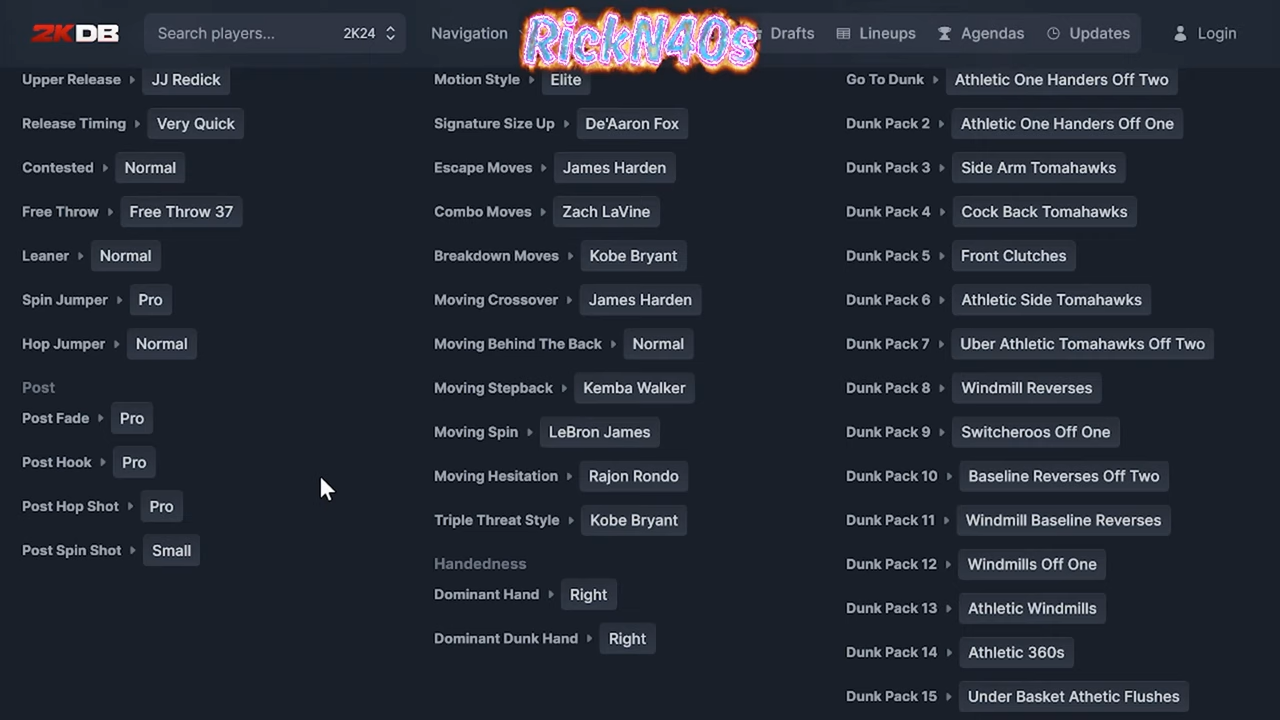 2KDB Search players... 2K24 Navigation RickN40s Drafts Lineups Agendas Updates Login
Upper Release JJ Redick
Release Timing Very Quick
Contested Normal
Free Throw Free Throw 37
Leaner Normal
Spin Jumper Pro
Hop Jumper Normal
Post
Post Fade Pro
Post Hook Pro
Post Hop Shot Pro
Post Spin Shot Small
Motion Style Elite
Signature Size Up De'Aaron Fox
Escape Moves James Harden
Combo Moves Zach LaVine
Breakdown Moves Kobe Bryant
Moving Crossover James Harden
Moving Behind The Back Normal
Moving Stepback Kemba Walker
Moving Spin LeBron James
Moving Hesitation Rajon Rondo
Triple Threat Style Kobe Bryant
Handedness
Dominant Hand Right
Dominant Dunk Hand Right
Go To Dunk Athletic One Handers Off Two
Dunk Pack 2 Athletic One Handers Off One
Dunk Pack 3 Side Arm Tomahawks
Dunk Pack 4 Cock Back Tomahawks
Dunk Pack 5 Front Clutches
Dunk Pack 6 Athletic Side Tomahawks
Dunk Pack 7 Uber Athletic Tomahawks Off Two
Dunk Pack 8 Windmill Reverses
Dunk Pack 9 Switcheroos Off One
Dunk Pack 10 Baseline Reverses Off Two
Dunk Pack 11 Windmill Baseline Reverses
Dunk Pack 12 Windmills Off One
Dunk Pack 13 Athletic Windmills
Dunk Pack 14 Athletic 360s
Dunk Pack 15 Under Basket Athetic Flushes